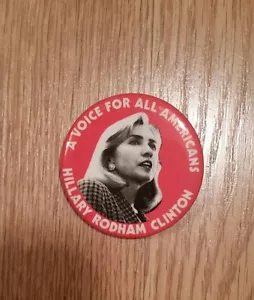 A VOICE FOR ALL AMERICANS
HILLARY RODHAM CLINTON